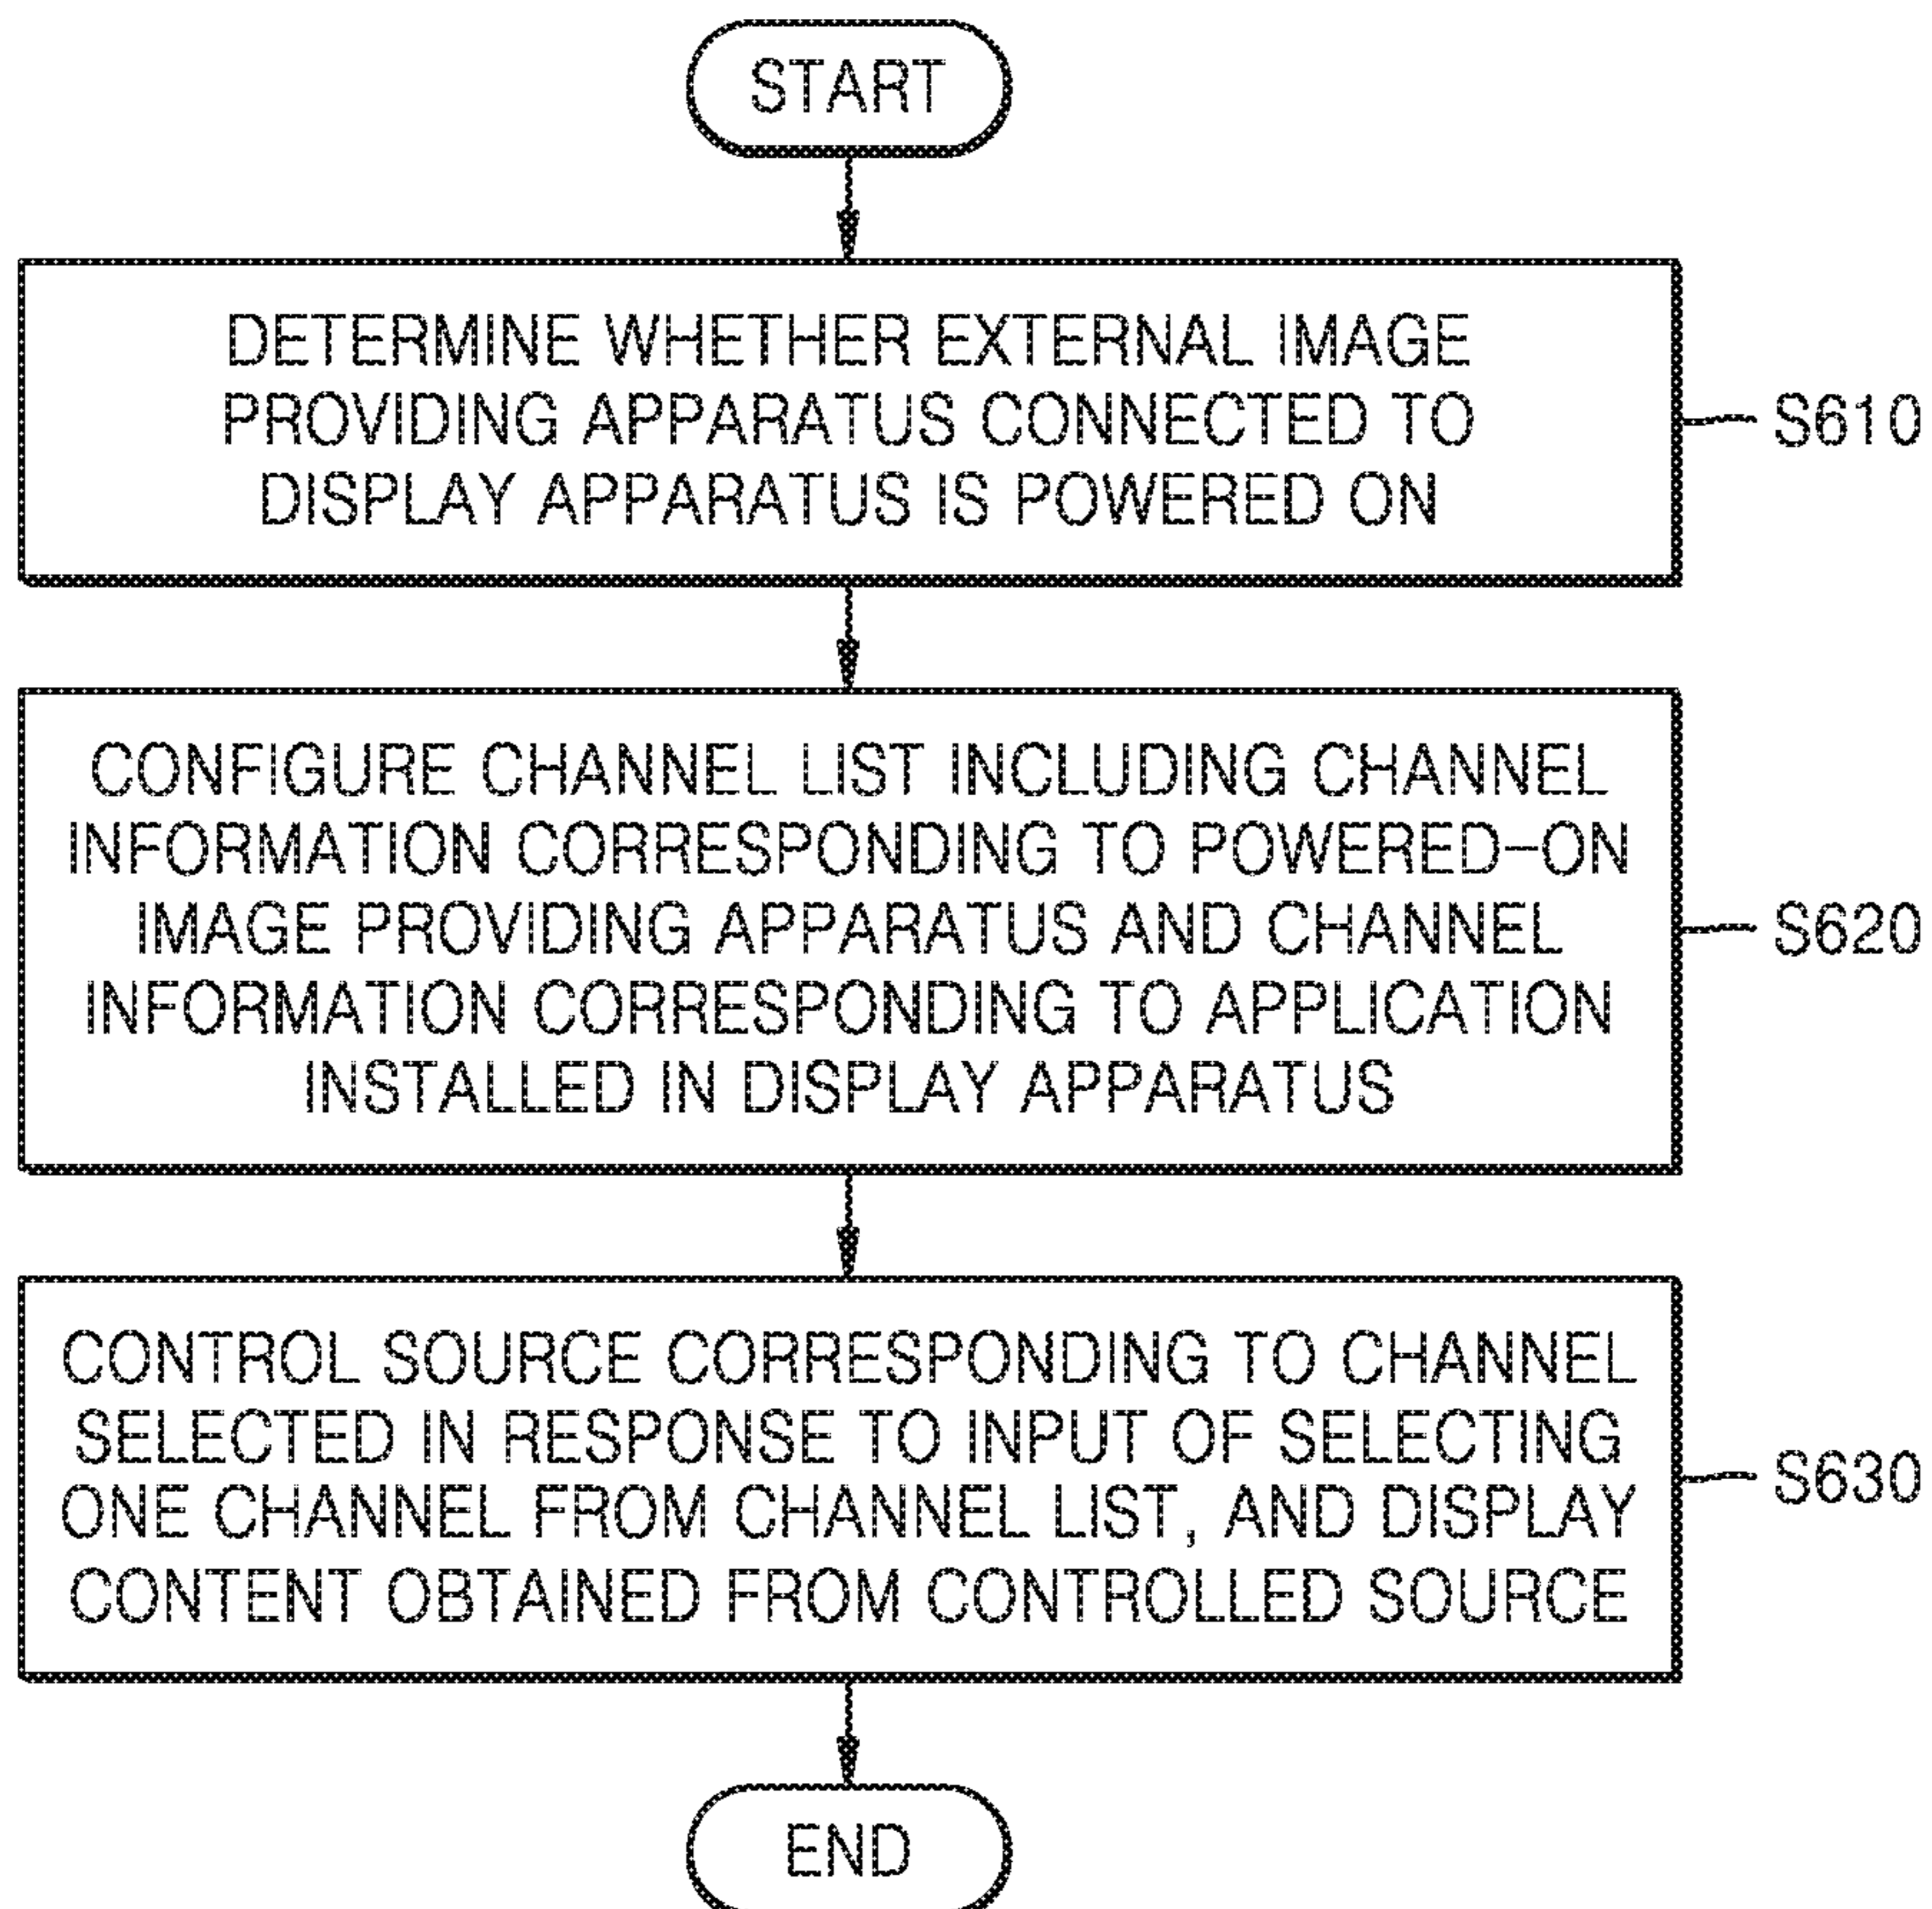 START
DETERMINE WHETHER EXTERNAL IMAGE
PROVIDING APPARATUS CONNECTED TO
DISPLAY APPARATUS IS POWERED ON
S610
CONFIGURE CHANNEL LIST INCLUDING CHANNEL
INFORMATION CORRESPONDING TO POWERED-ON
IMAGE PROVIDING APPARATUS AND CHANNEL
INFORMATION CORRESPONDING TO APPLICATION
INSTALLED IN DISPLAY APPARATUS
S620
CONTROL SOURCE CORRESPONDING TO CHANNEL
SELECTED IN RESPONSE TO INPUT OF SELECTING
ONE CHANNEL FROM CHANNEL LIST, AND DISPLAY
CONTENT OBTAINED FROM CONTROLLED SOURCE
S630
END